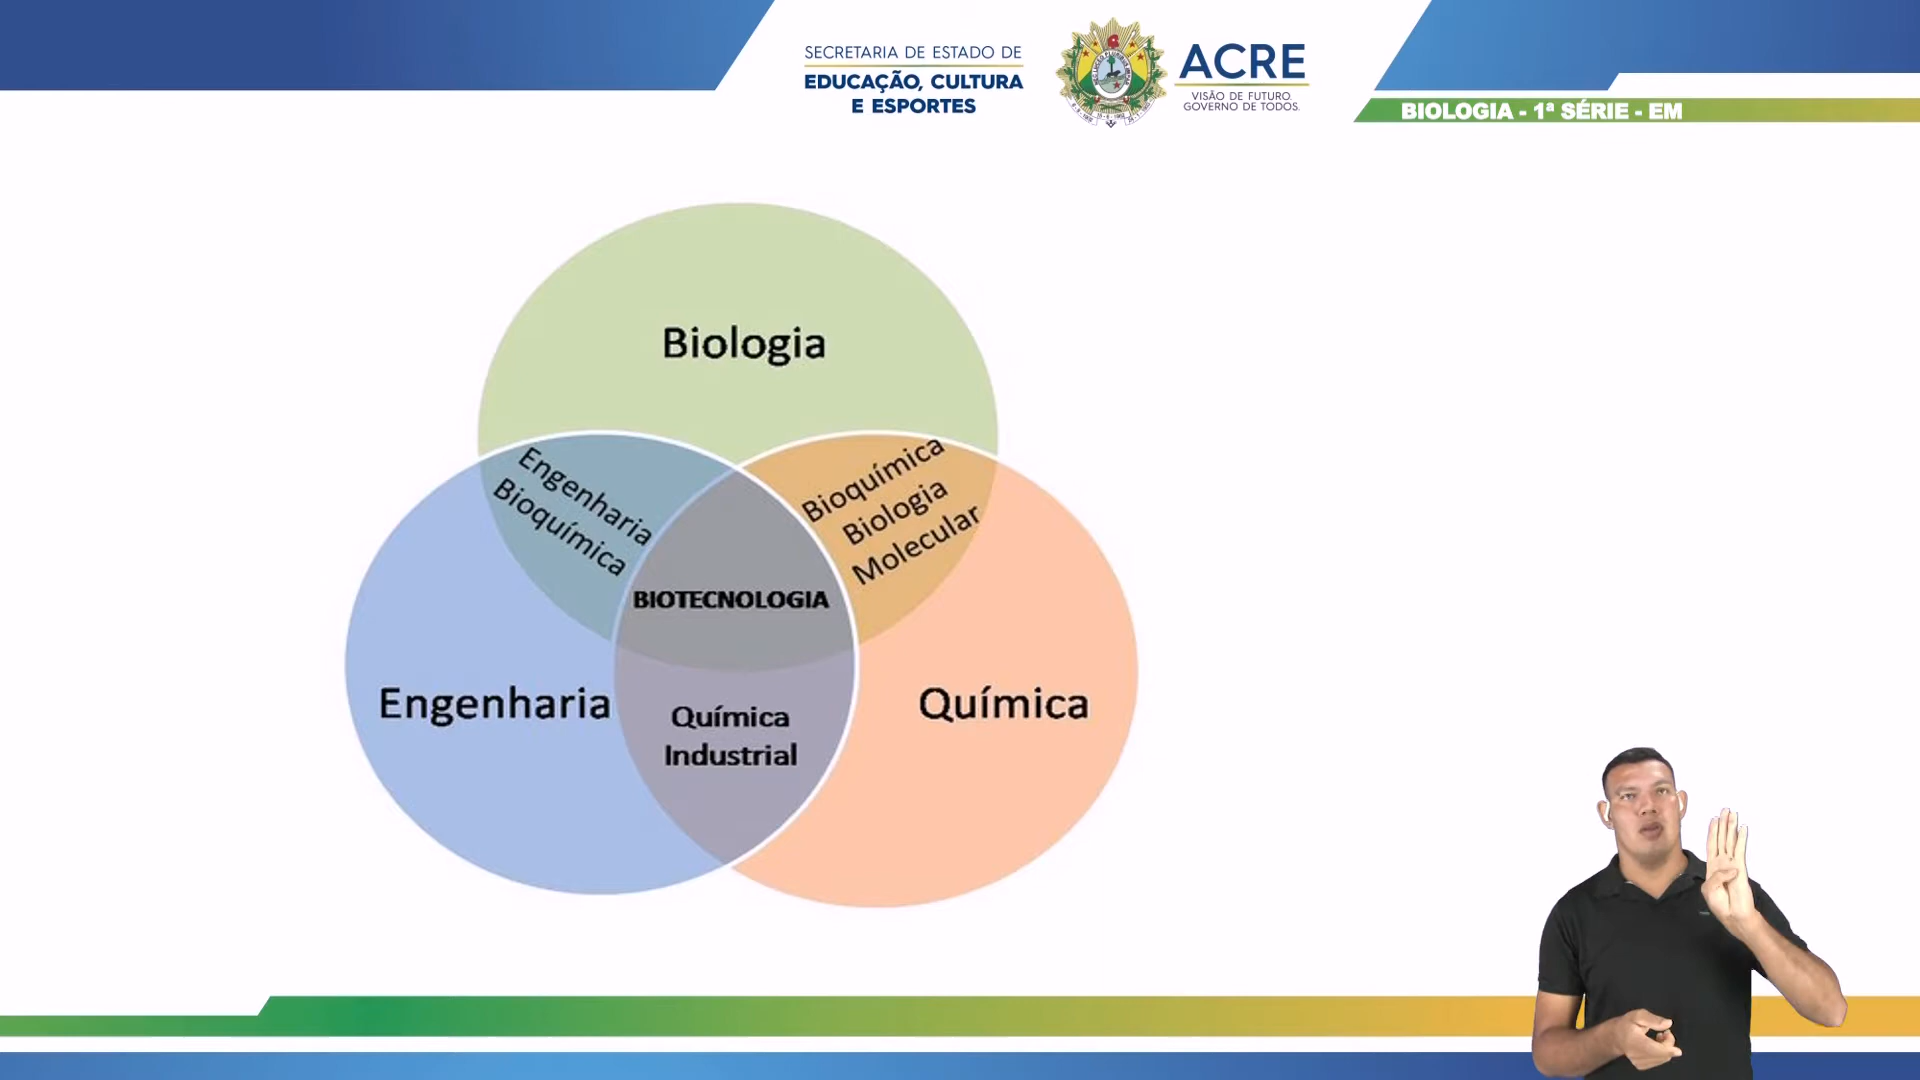 SECRETARIA DE ESTADO DE
EDUCAÇÃO, CULTURA
E ESPORTES
ACRE
VISÃO DE FUTURO.
GOVERNO DE TODOS.
BIOLOGIA - 1ª SÉRIE - EM
Biologia
Engenharia
Bioquímica
Bioquímica
Biologia
Molecular
BIOTECNOLOGIA
Engenharia
Química
Industrial
Química